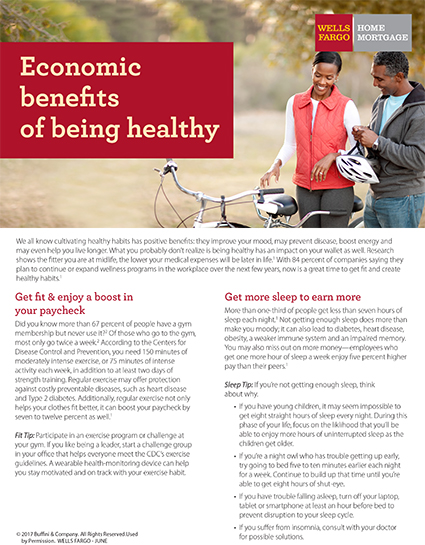 WELLS
FARGO
HOME
MORTGAGE
Economic
benefits
of being healthy
We all know cultivating healthy habits has positive benefits: they improve your mood, may prevent disease, boost energy and
may even help you live longer. What you probably don't realize is being healthy has an impact on your wallet as well. Research
shows the fitter you are at midlife, the lower your medical expenses will be later in life.¹ With 84 percent of companies saying they
plan to continue or expand wellness programs in the workplace over the next few years, now is a great time to get fit and create
healthy habits.¹
Get fit & enjoy a boost in
your paycheck
Did you know more than 67 percent of people have a gym
membership but never use it?² Of those who go to the gym,
most only go twice a week.² According to the Centers for
Disease Control and Prevention, you need 150 minutes of
moderately intense exercise, or 75 minutes of intense
activity each week, in addition to at least two days of
strength training. Regular exercise may offer protection
against costly preventable diseases, such as heart disease
and Type 2 diabetes. Additionally, regular exercise not only
helps your clothes fit better, it can boost your paycheck by
seven to twelve percent as well.¹
Fit Tip: Participate in an exercise program or challenge at
your gym. If you like being a leader, start a challenge group
in your office that helps everyone meet the CDC's exercise
guidelines. A wearable health-monitoring device can help
you stay motivated and on track with your exercise habit.
Get more sleep to earn more
More than one-third of people get less than seven hours of
sleep each night.³ Not getting enough sleep does more than
make you moody; it can also lead to diabetes, heart disease,
obesity, a weaker immune system and an impaired memory.
You may also miss out on more money—employees who
get one more hour of sleep a week enjoy five percent higher
pay than their peers.¹
Sleep Tip: If you're not getting enough sleep, think
about why.
• If you have young children, it may seem impossible to
get eight straight hours of sleep every night. During this
phase of your life, focus on the liklihood that you'll be
able to enjoy more hours of uninterrupted sleep as the
children get older.
• If you're a night owl who has trouble getting up early,
try going to bed five to ten minutes earlier each night
for a week. Continue to build up that time until you're able to
get eight hours of shut-eye.
• If you have trouble falling asleep, turn off your laptop,
tablet or smartphone at least an hour before bed to
prevent disruption to your sleep cycle.
• If you suffer from insomnia, consult with your doctor
for possible solutions.
© 2017 Buffini & Company. All Rights Reserved Used
by Permission. WELLS FARGO - JUNE